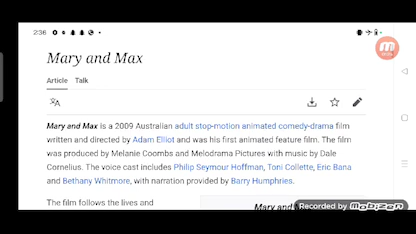 2:36
Mary and Max
Article Talk
Mary and Max is a 2009 Australian adult stop-motion animated comedy-drama film
written and directed by Adam Elliot and was his first animated feature film. The film
was produced by Melanie Coombs and Melodrama Pictures with music by Dale
Cornelius. The voice cast includes Philip Seymour Hoffman, Toni Collette, Eric Bana
and Bethany Whitmore, with narration provided by Barry Humphries.
The film follows the lives and
Mary and
Recorded by mobizen